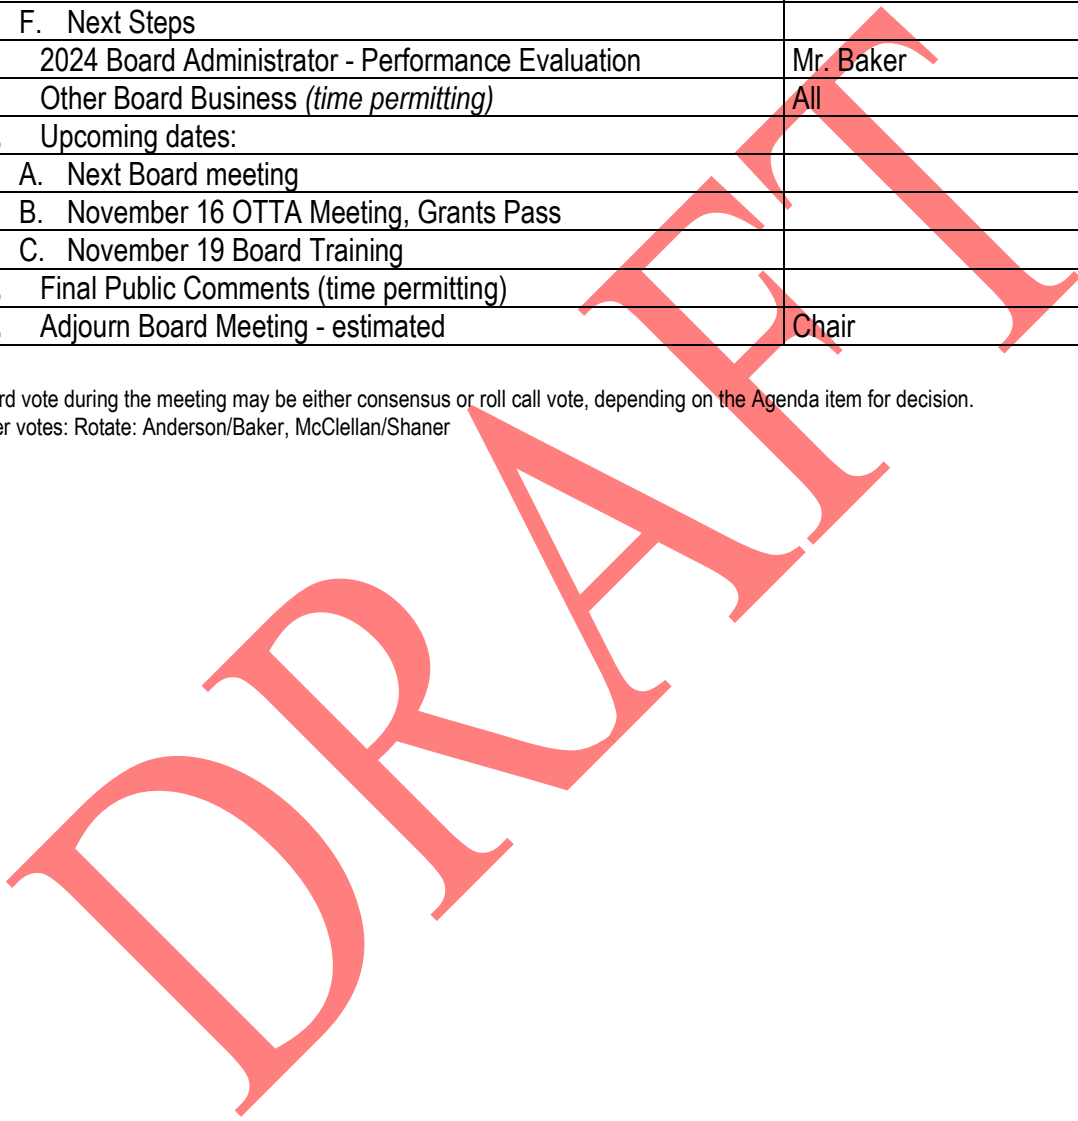 F. Next Steps
2024 Board Administrator - Performance Evaluation Mr. Baker
Other Board Business (time permitting) All
Upcoming dates:
A. Next Board meeting
B. November 16 OTTA Meeting, Grants Pass
C. November 19 Board Training
Final Public Comments (time permitting)
Adjourn Board Meeting - estimated Chair
vote during the meeting may be either consensus or roll call vote, depending on the Agenda item for decision.
votes: Rotate: Anderson/Baker, McClellan/Shaner
DRAFT